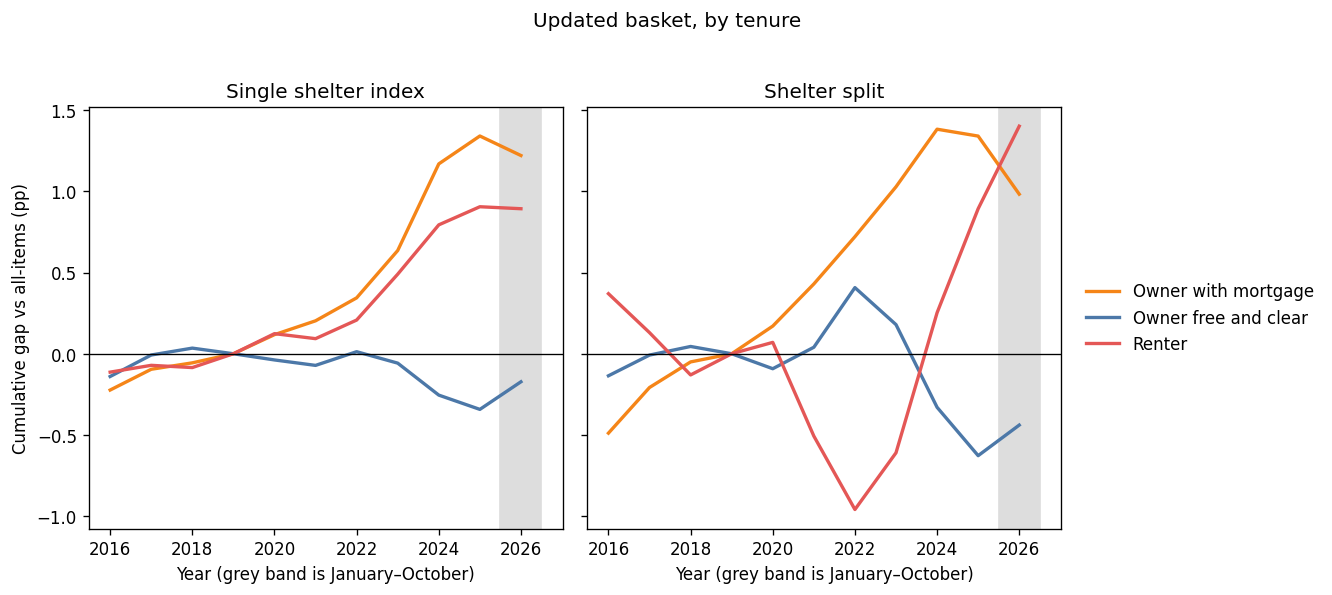 Updated basket, by tenure
Single shelter index
Shelter split
Cumulative gap vs all-items (pp)
1.5
1.0
0.5
0.0
−0.5
−1.0
2016 2018 2020 2022 2024 2026
2016 2018 2020 2022 2024 2026
Year (grey band is January–October)
Year (grey band is January–October)
Owner with mortgage
Owner free and clear
Renter